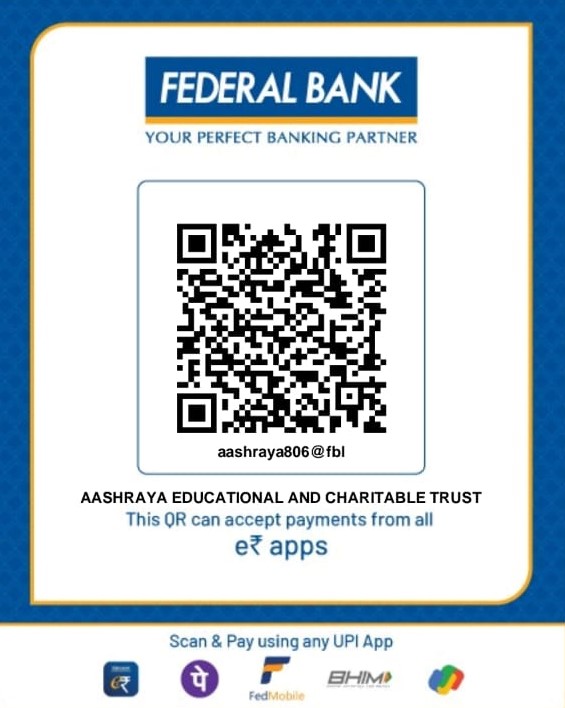 FEDERAL BANK
YOUR PERFECT BANKING PARTNER
aashraya806@fbl
AASHRAYA EDUCATIONAL AND CHARITABLE TRUST
This QR can accept payments from all
e₹ apps
Scan & Pay using any UPI App
e₹ पे FedMobile BHIM